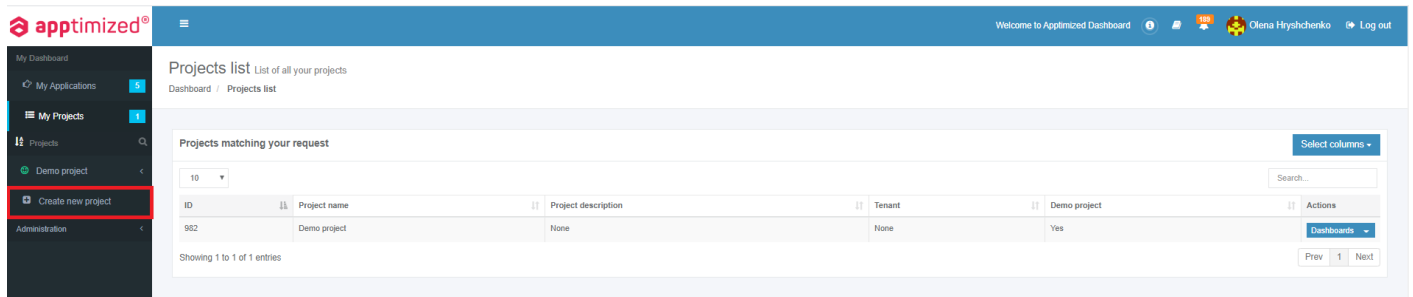 apptimized®
Welcome to Apptimized Dashboard 189 Olena Hryshchenko Log out
My Dashboard
My Applications 5
My Projects 1
Projects
Demo project
Create new project
Administration
Projects list List of all your projects
Dashboard / Projects list
Projects matching your request
Select columns
10
Search...
ID Project name Project description Tenant Demo project Actions
982 Demo project None None Yes Dashboards
Showing 1 to 1 of 1 entries
Prev 1 Next